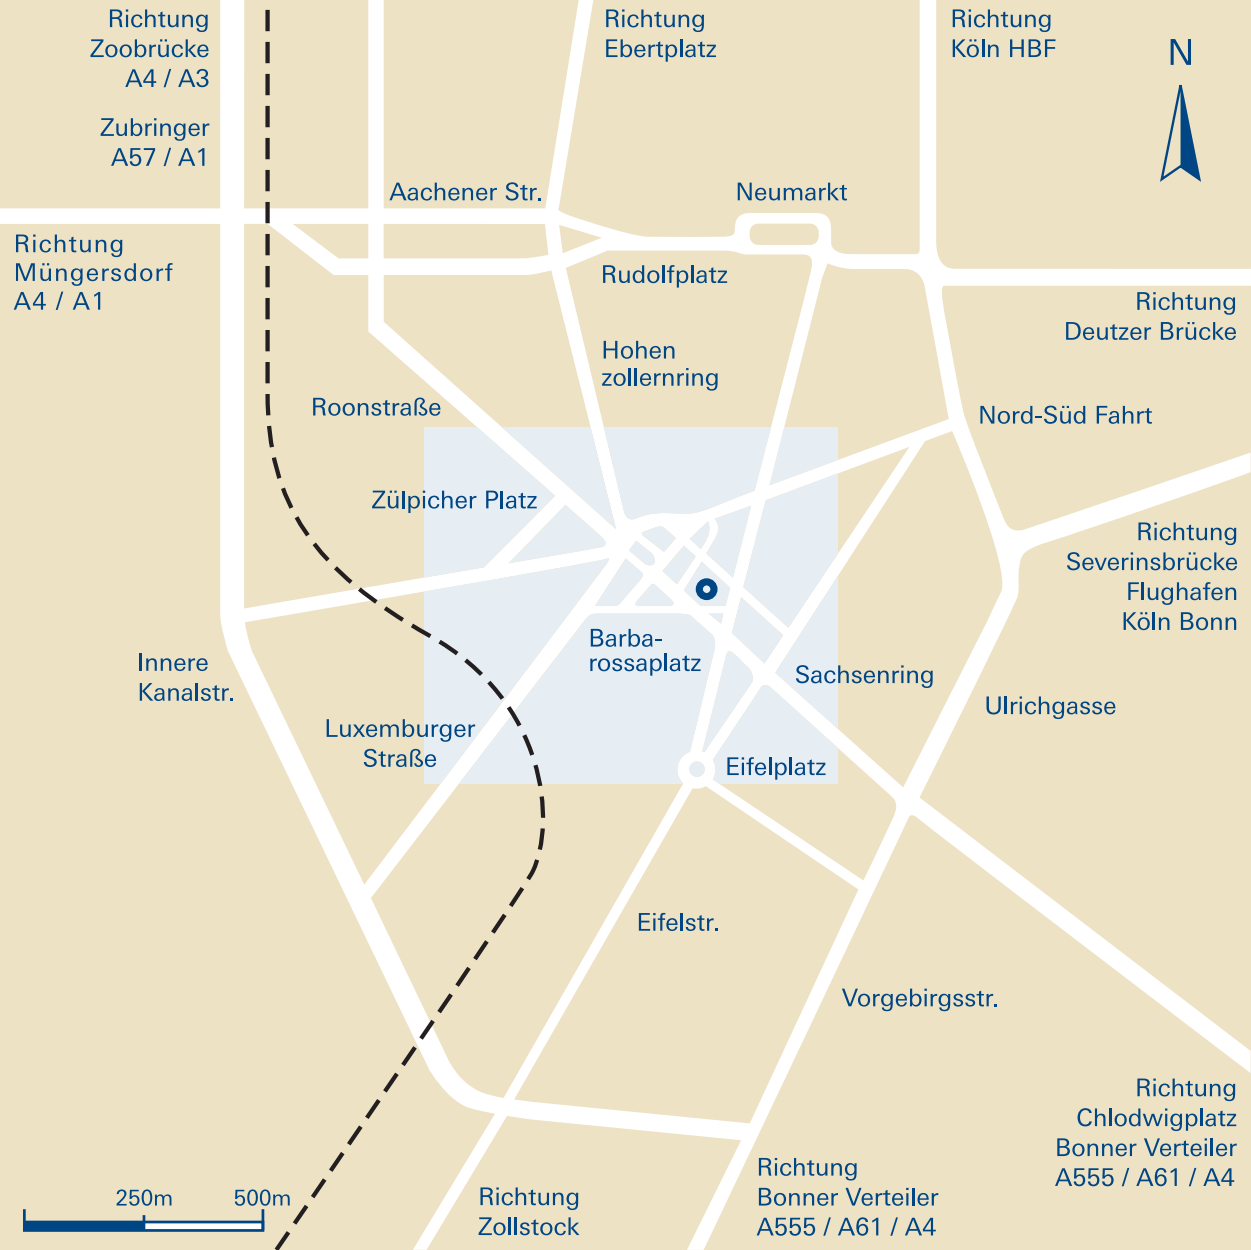 Richtung
Zoobrücke
A4 / A3
Zubringer
A57 / A1
Richtung
Ebertplatz
Richtung
Köln HBF
N
Aachener Str.
Neumarkt
Richtung
Müngersdorf
A4 / A1
Rudolfplatz
Richtung
Deutzer Brücke
Hohen
zollernring
Roonstraße
Nord-Süd Fahrt
Zülpicher Platz
Richtung
Severinsbrücke
Flughafen
Köln Bonn
Barba-
rossaplatz
Innere
Kanalstr.
Sachsenring
Ulrichgasse
Luxemburger
Straße
Eifelplatz
Eifelstr.
Vorgebirgsstr.
Richtung
Chlodwigplatz
Bonner Verteiler
A555 / A61 / A4
Richtung
Bonner Verteiler
A555 / A61 / A4
Richtung
Zollstock
250m
500m